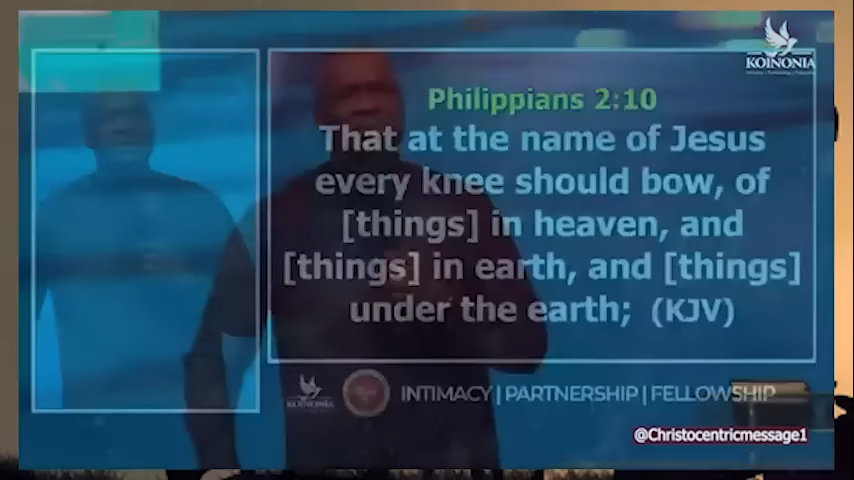 KOINONIA
Philippians 2:10
That at the name of Jesus
every knee should bow, of
[things] in heaven, and
[things] in earth, and [things]
under the earth; (KJV)
KOINONIA
INTIMACY | PARTNERSHIP | FELLOWSHIP
@Christocentricmessage1